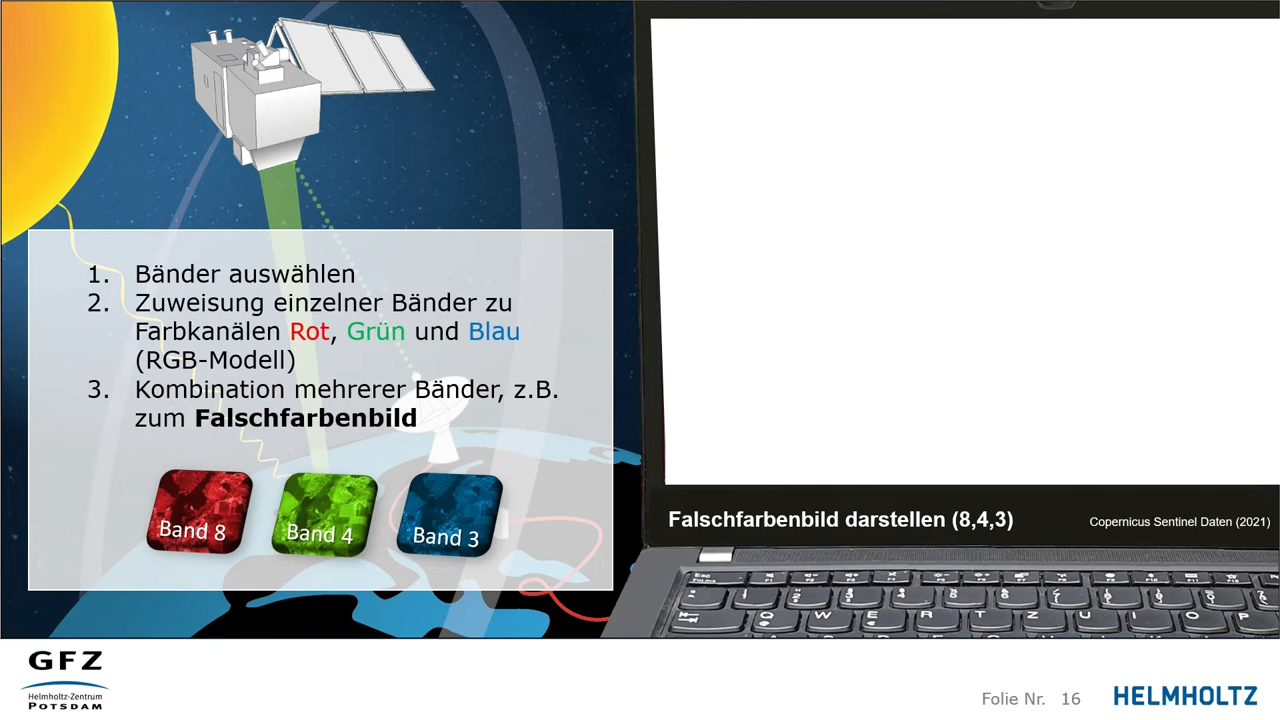 1. Bänder auswählen
2. Zuweisung einzelner Bänder zu
Farbkanälen Rot, Grün und Blau
(RGB-Modell)
3. Kombination mehrerer Bänder, z.B.
zum Falschfarbenbild
Band 8
Band 4
Band 3
Falschfarbenbild darstellen (8,4,3)
Copernicus Sentinel Daten (2021)
Q W E R T Z U I O P
GFZ
Helmholtz-Zentrum
POTSDAM
Folie Nr. 16
HELMHOLTZ